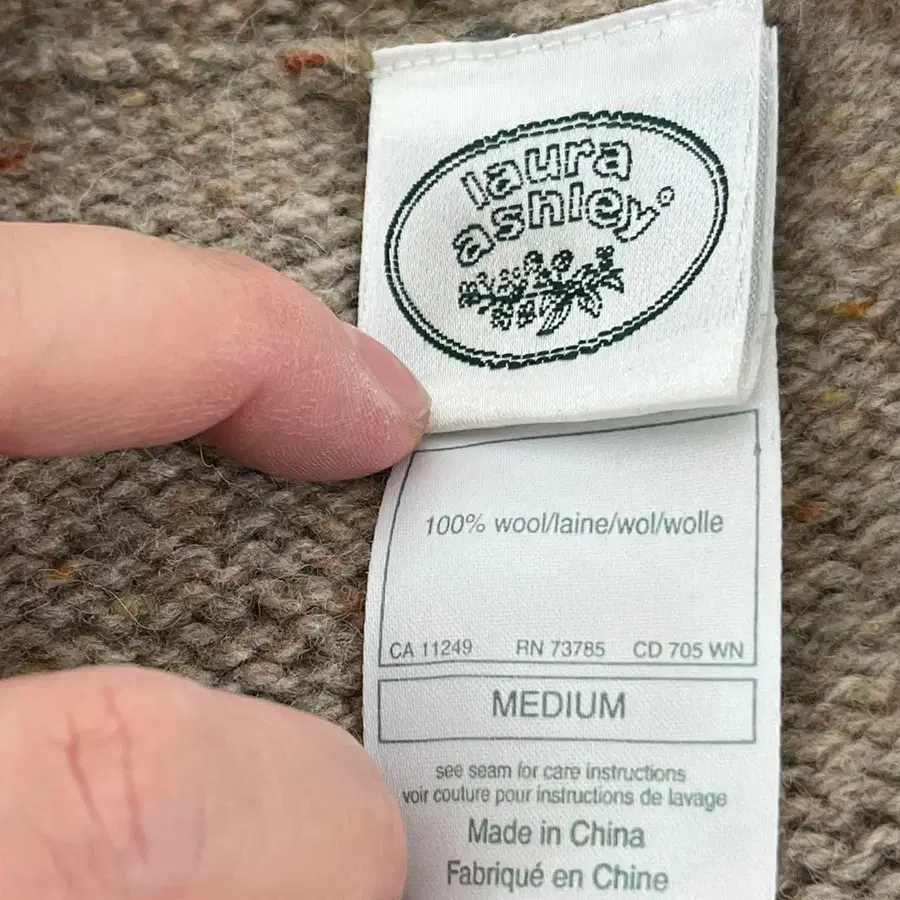 laura
ashley®
100% wool/laine/wol/wolle
CA 11249 RN 73785 CD 705 WN
MEDIUM
see seam for care instructions
voir couture pour instructions de lavage
Made in China
Fabriqué en Chine